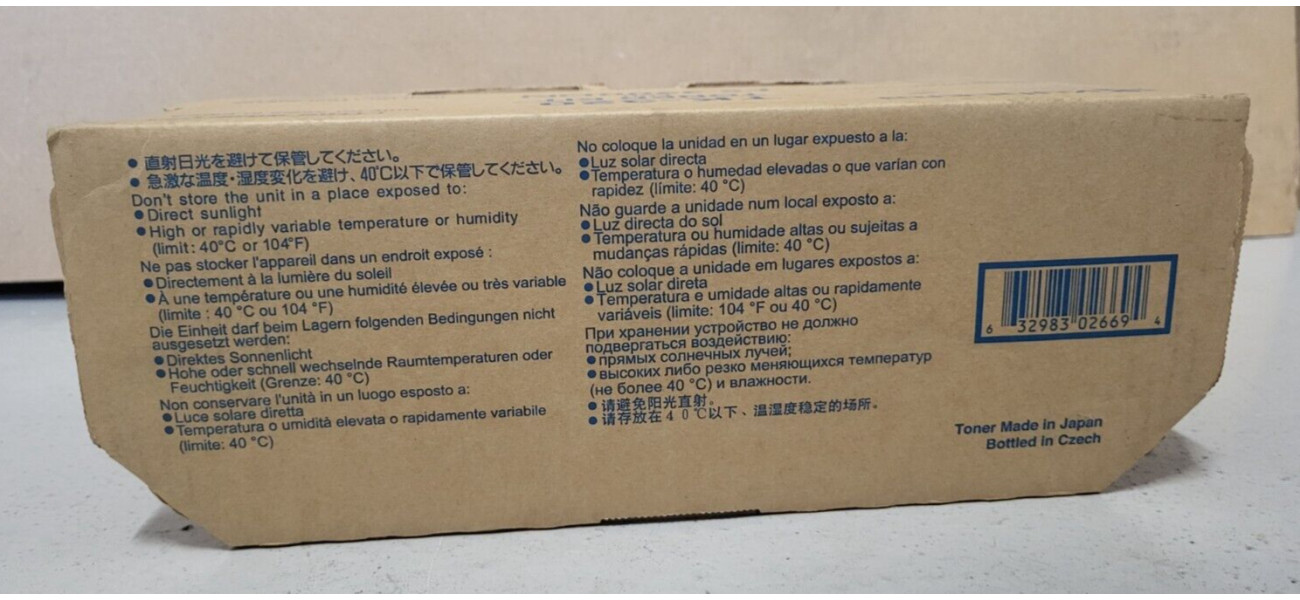 ● 直射日光を避けて保管してください。
● 急激な温度・湿度変化を避け、40℃以下で保管してください。
Don't store the unit in a place exposed to:
● Direct sunlight
● High or rapidly variable temperature or humidity
(limit: 40°C or 104°F)
Ne pas stocker l'appareil dans un endroit exposé :
● Directement à la lumière du soleil
● À une température ou une humidité élevée ou très variable
(limite : 40 °C ou 104 °F)
Die Einheit darf beim Lagern folgenden Bedingungen nicht
ausgesetzt werden:
● Direktes Sonnenlicht
● Hohe oder schnell wechselnde Raumtemperaturen oder
Feuchtigkeit (Grenze: 40 °C)
Non conservare l'unità in un luogo esposto a:
● Luce solare diretta
● Temperatura o umidità elevata o rapidamente variabile
(limite: 40 °C)
No coloque la unidad en un lugar expuesto a la:
● Luz solar directa
● Temperatura o humedad elevadas o que varían con
rapidez (límite: 40 °C)
Não guarde a unidade num local exposto a:
● Luz directa do sol
● Temperatura ou humidade altas ou sujeitas a
mudanças rápidas (limite: 40 °C)
Não coloque a unidade em lugares expostos a:
● Luz solar direta
● Temperatura e umidade altas ou rapidamente
variáveis (limite: 104 °F ou 40 °C)
При хранении устройство не должно
подвергаться воздействию:
● прямых солнечных лучей;
● высоких либо резко меняющихся температур
(не более 40 °C) и влажности.
● 请避免阳光直射。
● 请存放在４０℃以下、温湿度稳定的场所。
6 32983 02669 4
Toner Made in Japan
Bottled in Czech